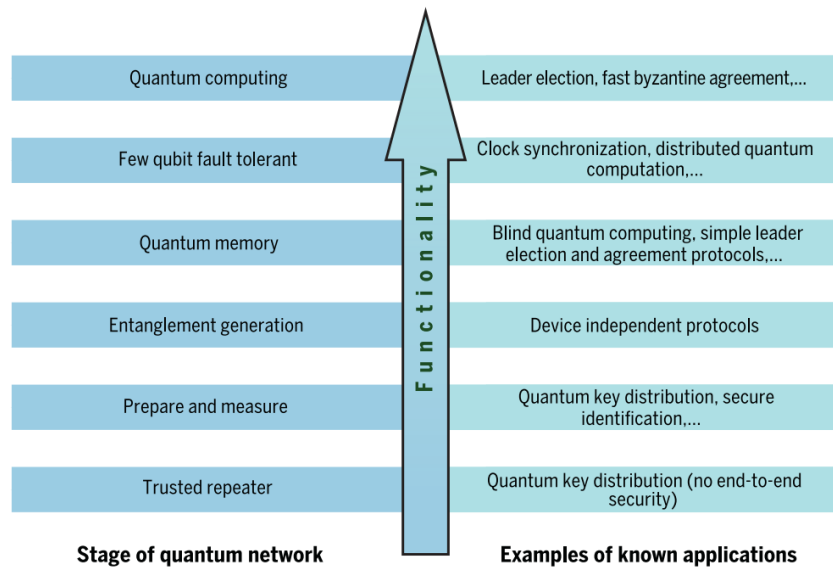 Quantum computing
Leader election, fast byzantine agreement,...
Few qubit fault tolerant
Clock synchronization, distributed quantum
computation,...
Quantum memory
Blind quantum computing, simple leader
election and agreement protocols,...
Entanglement generation
Device independent protocols
Prepare and measure
Quantum key distribution, secure
identification,...
Trusted repeater
Quantum key distribution (no end-to-end
security)
Functionality
Stage of quantum network
Examples of known applications